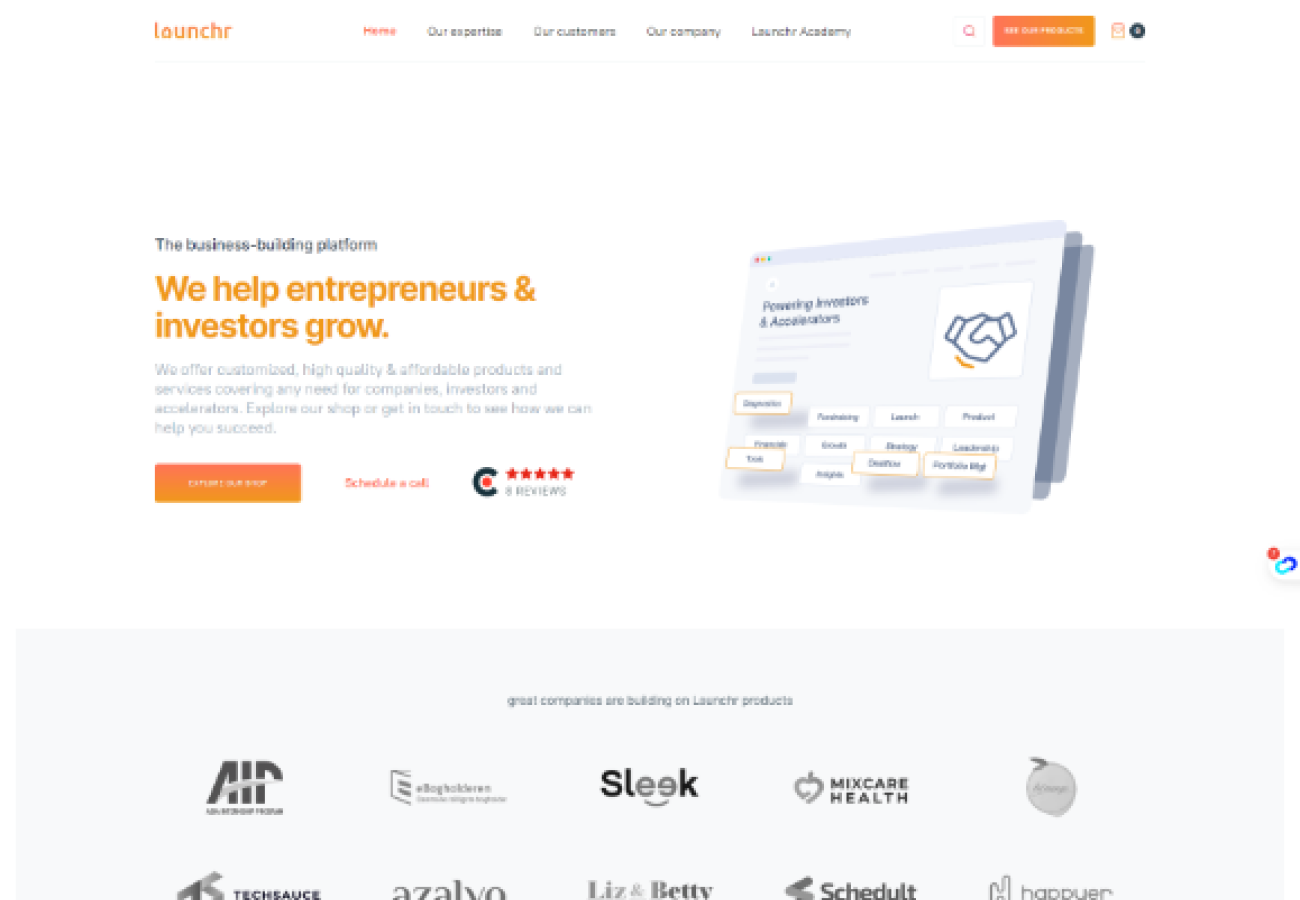 launchr
Home Our expertise Our customers Our company Launchr Academy SEE OUR PRODUCTS 0
The business-building platform
We help entrepreneurs &
investors grow.
We offer customized, high quality & affordable products and
services covering any need for companies, investors and
accelerators. Explore our shop or get in touch to see how we can
help you succeed.
EXPLORE OUR SHOP Schedule a call 8 REVIEWS
Powering Investors
& Accelerators
Diagnostics
Fundraising Launch Product
Financials Growth Strategy Leadership
Tools Insights Dealflow Portfolio Mgt
great companies are building on Launchr products
AIP
ASIA INTERNSHIP PROGRAM
eBogholderen
Sleek
MIXCARE
HEALTH
TECHSAUCE azalvo Liz & Betty Schedult happyer